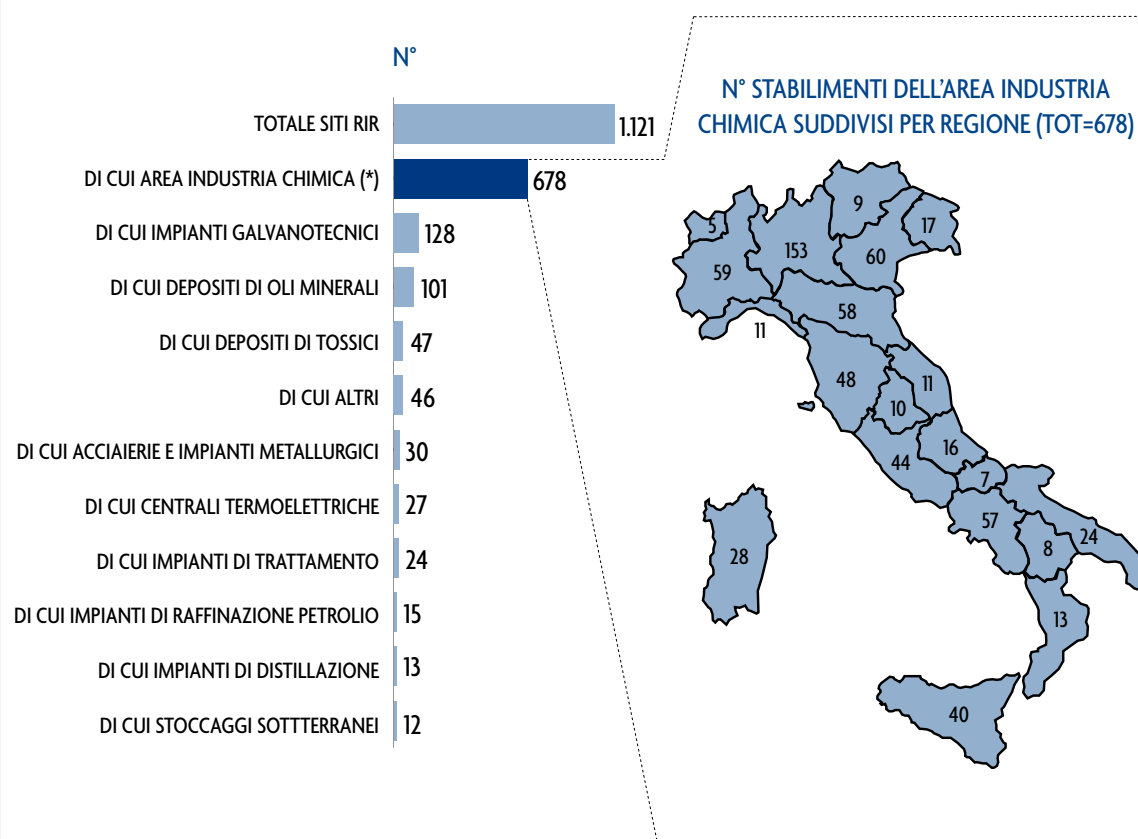 N°
TOTALE SITI RIR 1.121
DI CUI AREA INDUSTRIA CHIMICA (*) 678
DI CUI IMPIANTI GALVANOTECNICI 128
DI CUI DEPOSITI DI OLI MINERALI 101
DI CUI DEPOSITI DI TOSSICI 47
DI CUI ALTRI 46
DI CUI ACCIAIERIE E IMPIANTI METALLURGICI 30
DI CUI CENTRALI TERMOELETTRICHE 27
DI CUI IMPIANTI DI TRATTAMENTO 24
DI CUI IMPIANTI DI RAFFINAZIONE PETROLIO 15
DI CUI IMPIANTI DI DISTILLAZIONE 13
DI CUI STOCCAGGI SOTTTERRANEI 12
N° STABILIMENTI DELL'AREA INDUSTRIA
CHIMICA SUDDIVISI PER REGIONE (TOT=678)
9
5
17
153
60
59
58
11
48
11
10
16
44
7
57
24
8
28
13
40